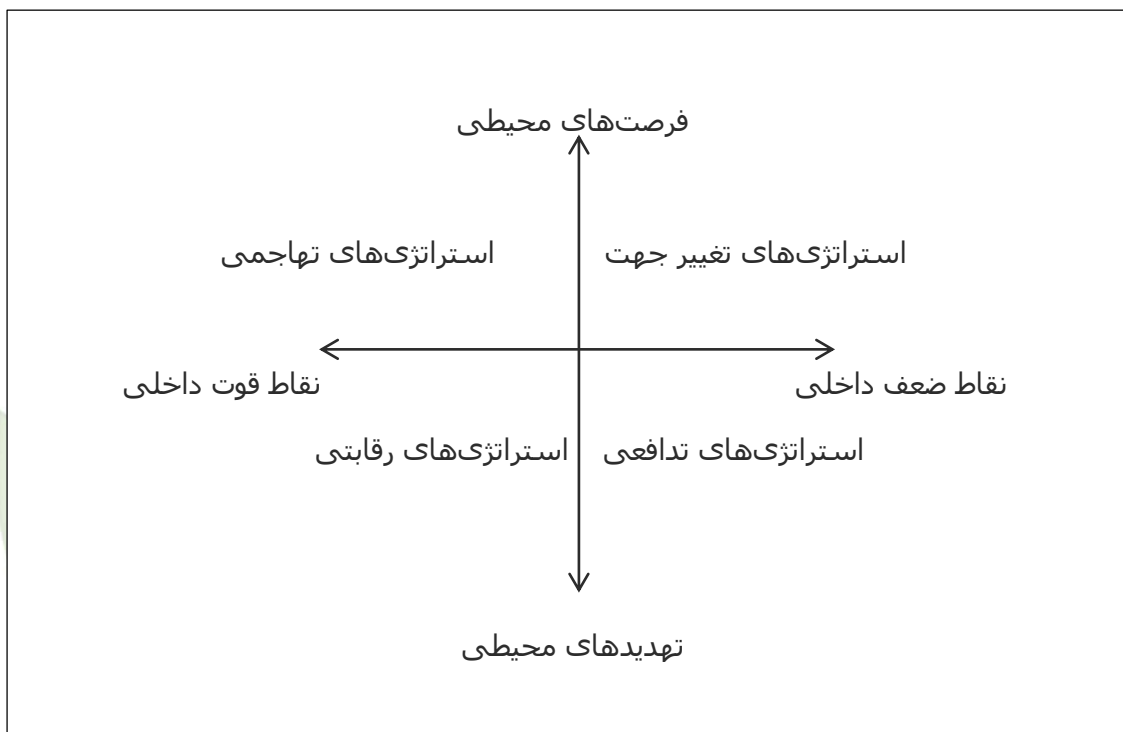 فرصت‌های محیطی
استراتژی‌های تغییر جهت
استراتژی‌های تهاجمی
نقاط ضعف داخلی
نقاط قوت داخلی
استراتژی‌های تدافعی
استراتژی‌های رقابتی
تهدیدهای محیطی